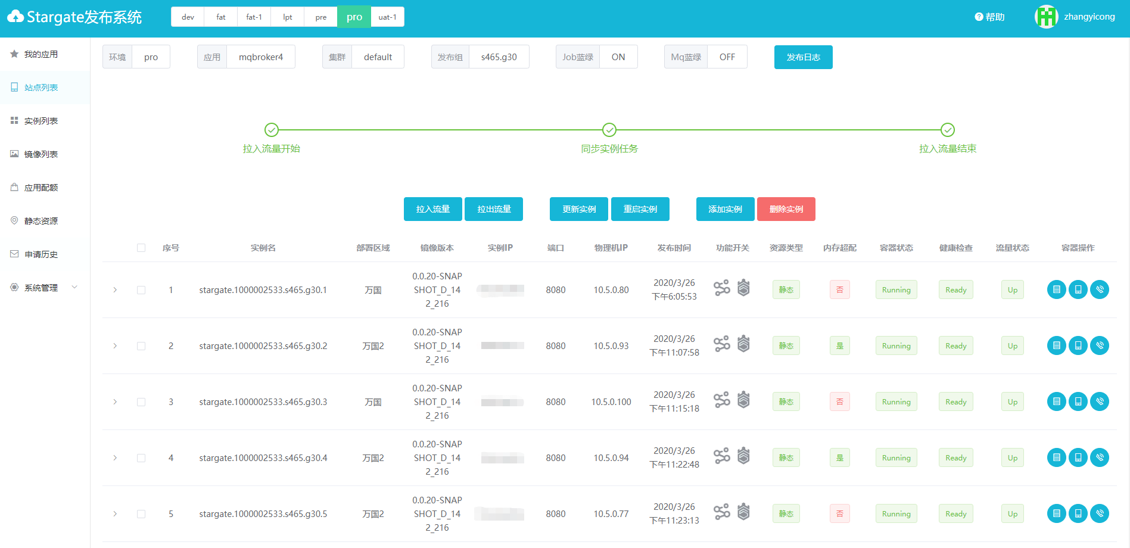 Stargate发布系统 dev fat fat-1 lpt pre pro uat-1 帮助 zhangyicong
我的应用
站点列表
实例列表
镜像列表
应用配额
静态资源
申请历史
系统管理
环境 pro 应用 mqbroker4 集群 default 发布组 s465.g30 Job蓝绿 ON Mq蓝绿 OFF 发布日志
拉入流量开始 同步实例任务 拉入流量结束
拉入流量 拉出流量 更新实例 重启实例 添加实例 删除实例
序号 实例名 部署区域 镜像版本 实例IP 端口 物理机IP 发布时间 功能开关 资源类型 内存超配 容器状态 健康检查 流量状态 容器操作
0.0.20-SNAP 2020/3/26
1 stargate.1000002533.s465.g30.1 万国 SHOT_D_14 8080 10.5.0.80 静态 否 Running Ready Up
2_216 下午6:05:53
0.0.20-SNAP 2020/3/26
2 stargate.1000002533.s465.g30.2 万国2 SHOT_D_14 8080 10.5.0.93 静态 是 Running Ready Up
2_216 下午11:07:58
0.0.20-SNAP 2020/3/26
3 stargate.1000002533.s465.g30.3 万国 SHOT_D_14 8080 10.5.0.100 静态 否 Running Ready Up
2_216 下午11:15:18
0.0.20-SNAP 2020/3/26
4 stargate.1000002533.s465.g30.4 万国2 SHOT_D_14 8080 10.5.0.94 静态 是 Running Ready Up
2_216 下午11:22:48
0.0.20-SNAP 2020/3/26
5 stargate.1000002533.s465.g30.5 万国2 SHOT_D_14 8080 10.5.0.77 静态 否 Running Ready Up
2_216 下午11:23:13